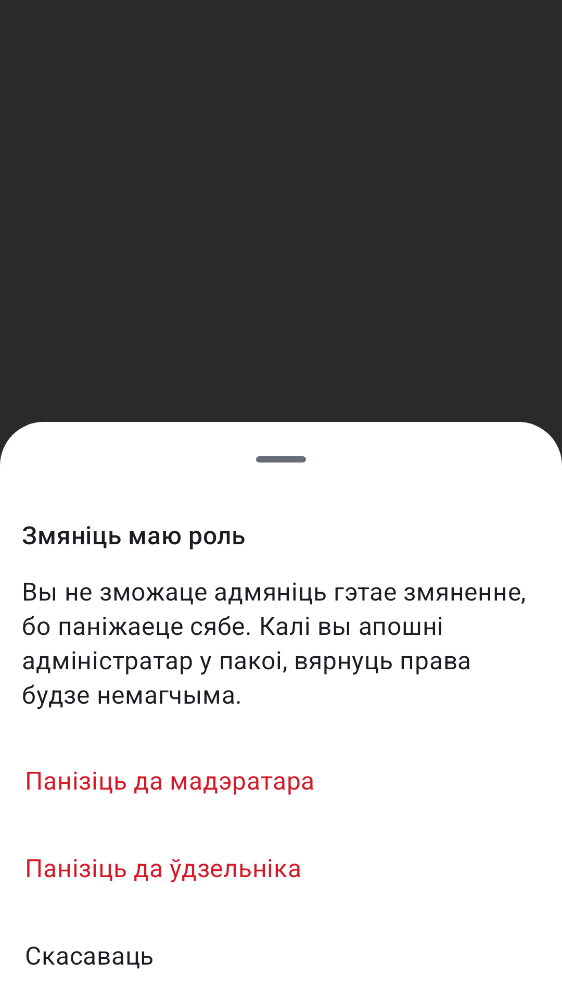 Змяніць маю роль
Вы не зможаце адмяніць гэтае змяненне,
бо паніжаеце сябе. Калі вы апошні
адміністратар у пакоі, вярнуць права
будзе немагчыма.
Панізіць да мадэратара
Панізіць да ўдзельніка
Скасаваць